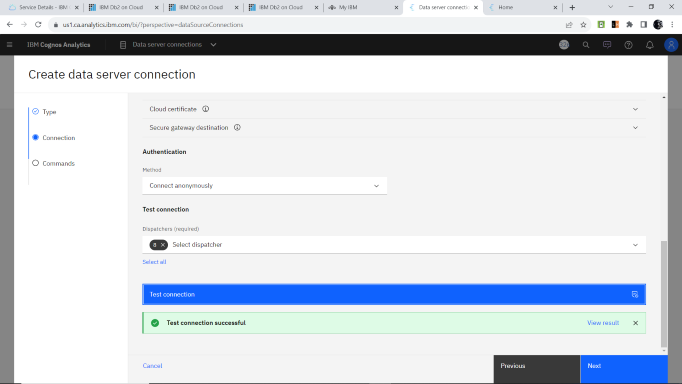 Service Details - IBM
IBM Db2 on Cloud
IBM Db2 on Cloud
IBM Db2 on Cloud
My IBM
Data server connecti
Home
us1.ca.analytics.ibm.com/bi/?perspective=dataSourceConnections
IBM Cognos Analytics
Data server connections
Create data server connection
Type
Connection
Commands
Cloud certificate
Secure gateway destination
Authentication
Method
Connect anonymously
Test connection
Dispatchers (required)
8 × Select dispatcher
Select all
Test connection
Test connection successful
View result
Cancel
Previous
Next